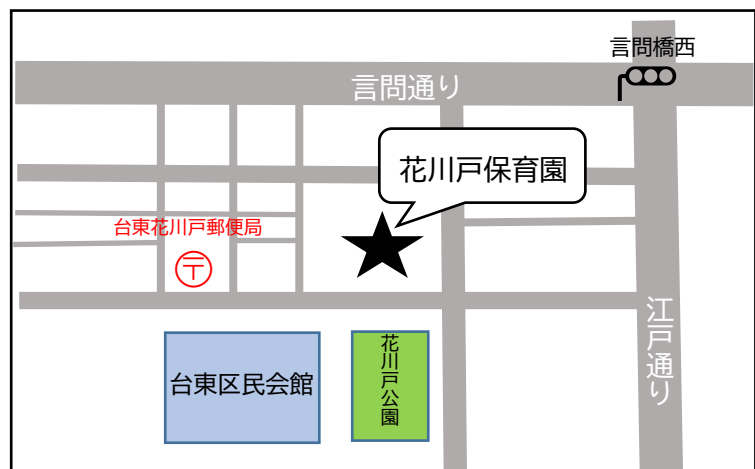 言問橋西
言問通り
花川戸保育園
台東花川戸郵便局
〒
江戸通り
台東区民会館
花川戸公園